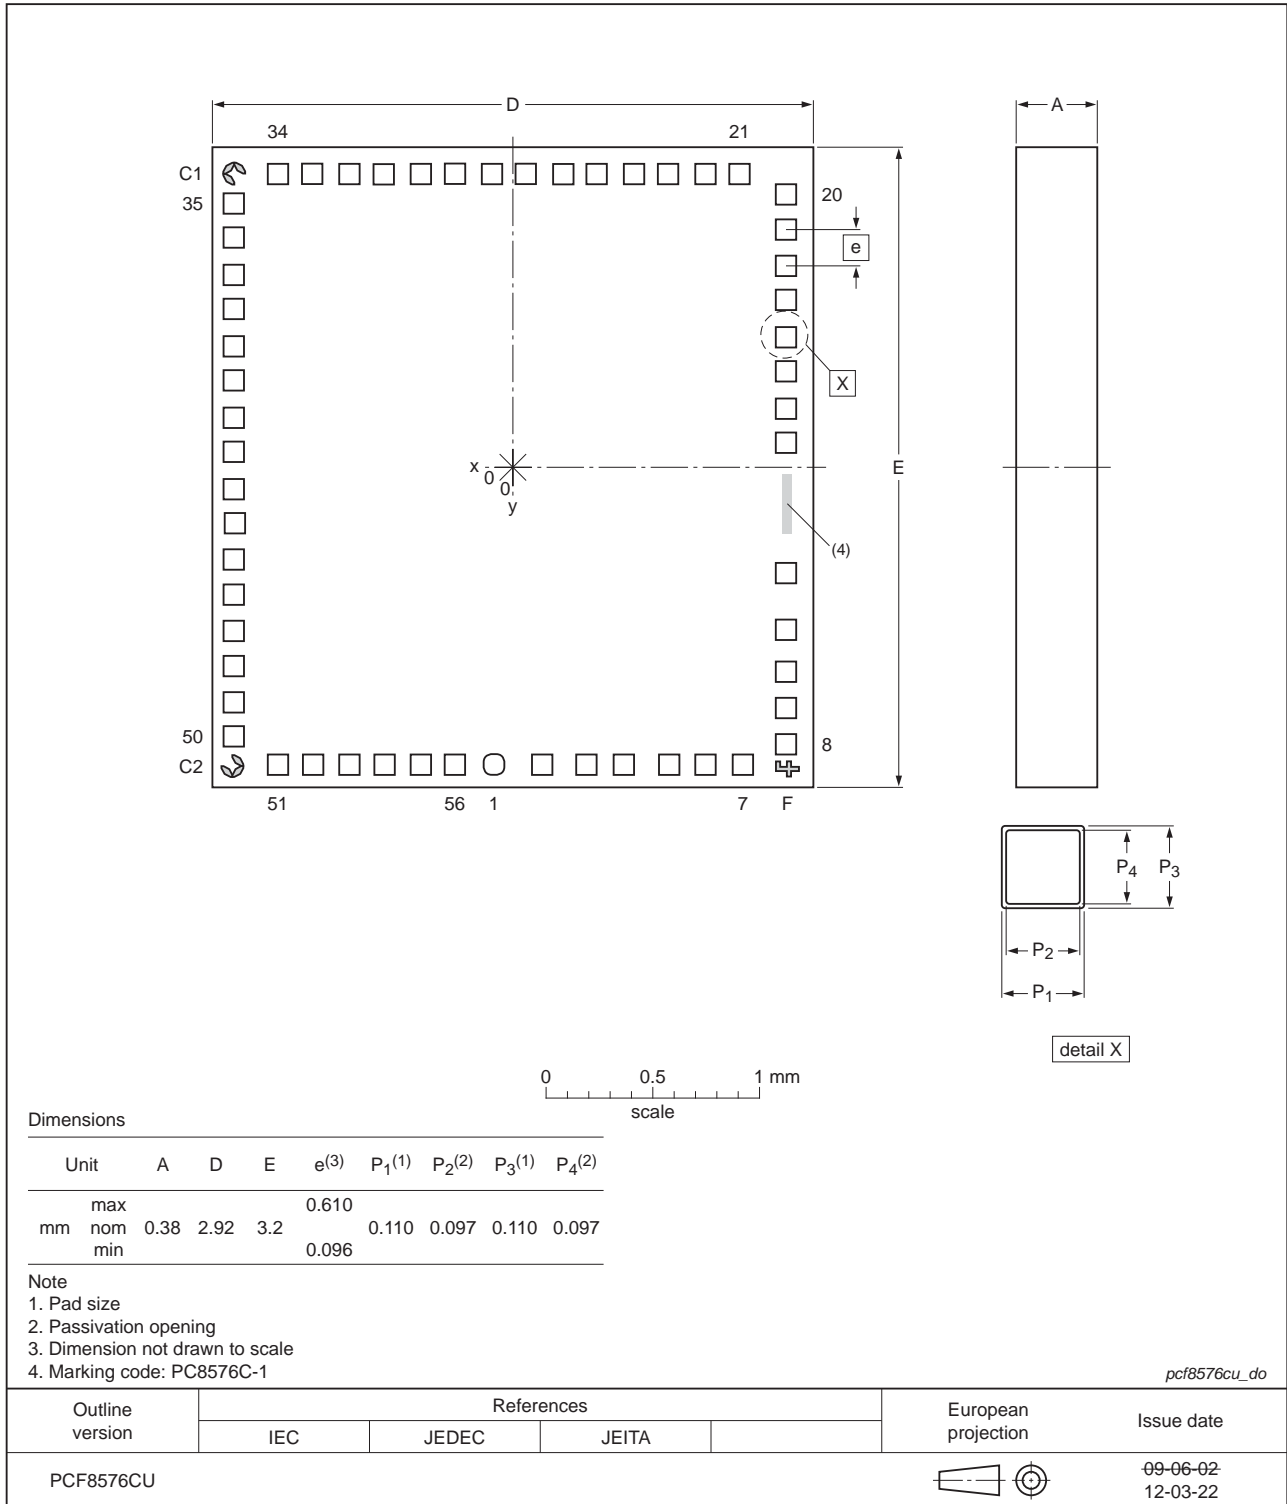 D
A
34 21
C1
35 20
e
X
x 0
0
y
E
(4)
50 8
C2
51 56 1 7 F
P4 P3
P2
P1
detail X
0 0.5 1 mm
scale
Dimensions
Unit A D E e(3) P1(1) P2(2) P3(1) P4(2)
max 0.610
mm nom 0.38 2.92 3.2 0.110 0.097 0.110 0.097
min 0.096
Note
1. Pad size
2. Passivation opening
3. Dimension not drawn to scale
4. Marking code: PC8576C-1
pcf8576cu_do
Outline version References European projection Issue date
IEC JEDEC JEITA
PCF8576CU 09-06-02
12-03-22